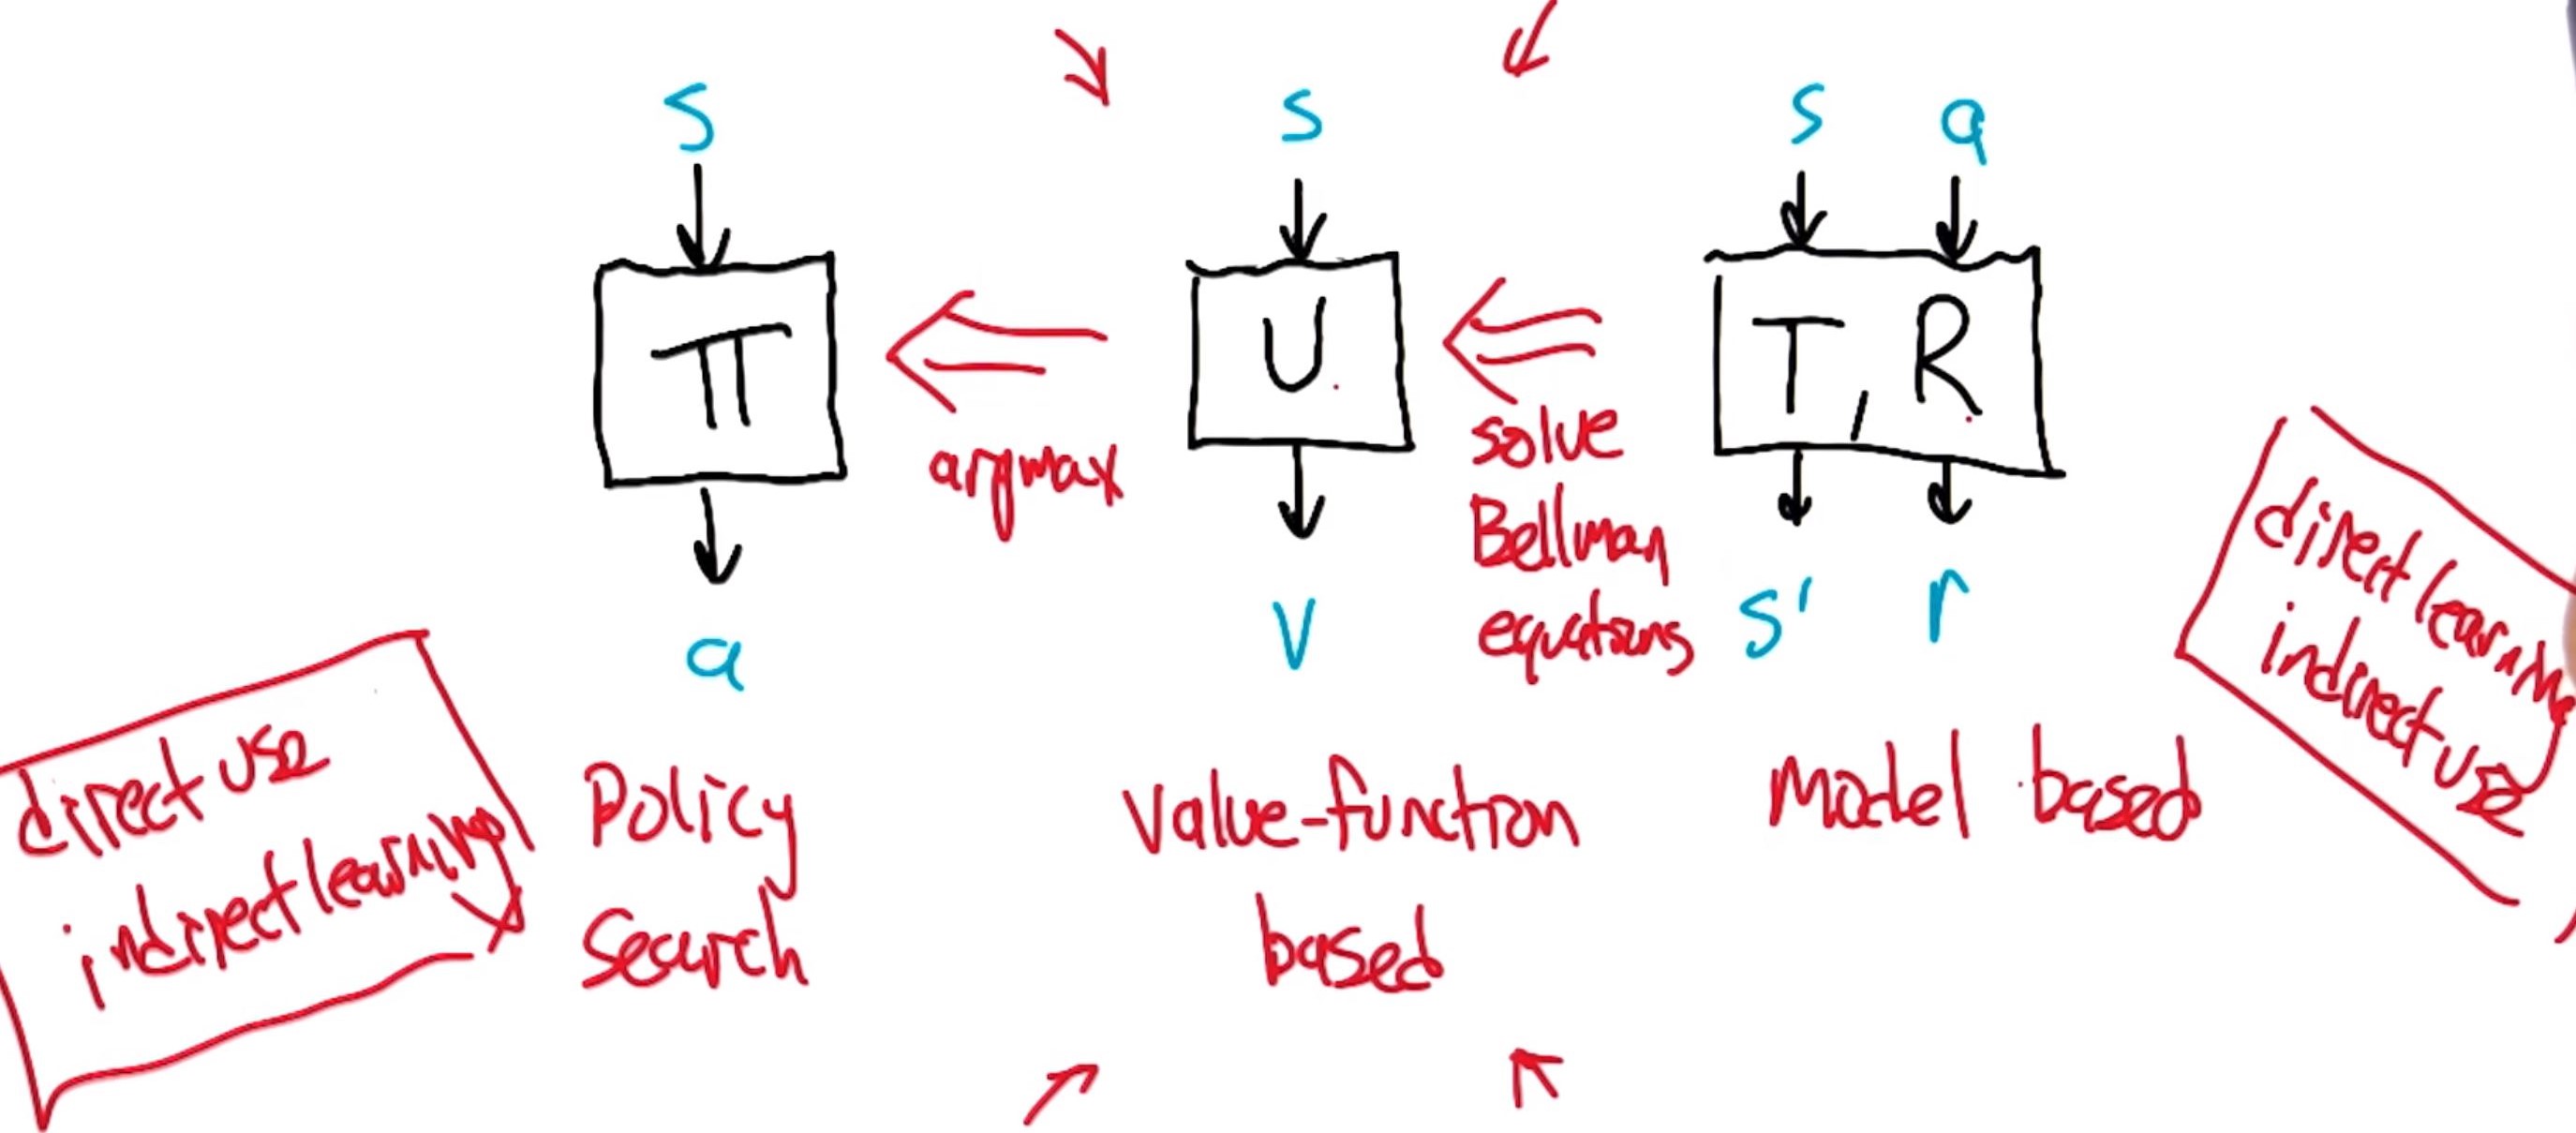 s
s
s a
π
U
T, R
argmax
solve
Bellman
equations
a
v
s' r
Policy
Search
value-function
based
Model based
direct use
indirect learning
direct learning
indirect use